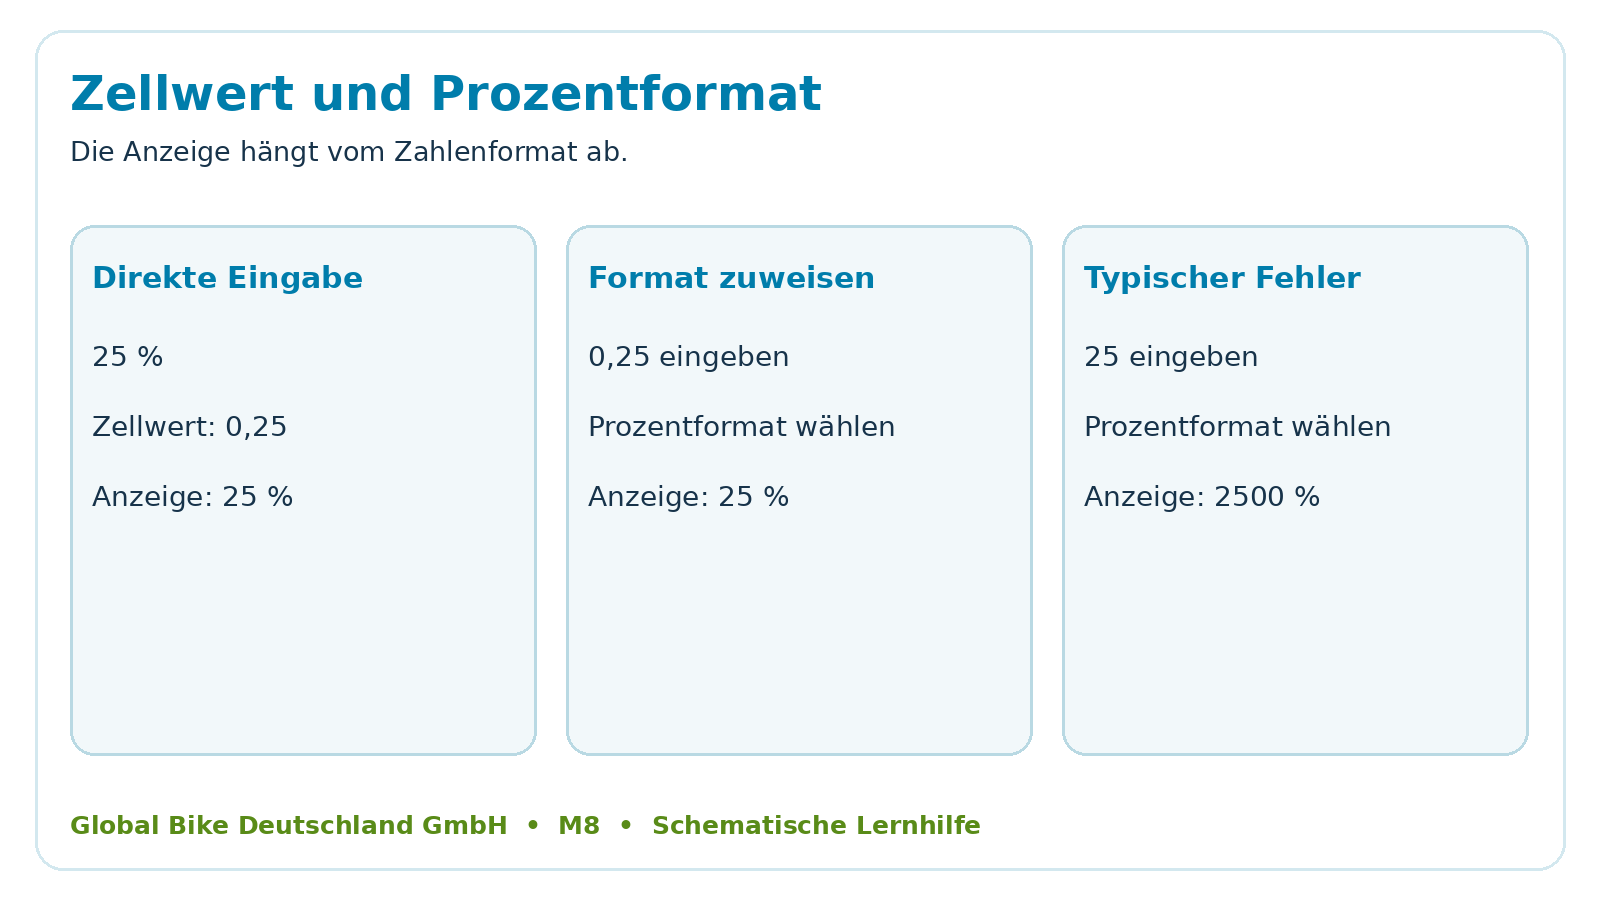 Zellwert und Prozentformat
Die Anzeige hängt vom Zahlenformat ab.
Direkte Eingabe
25 %
Zellwert: 0,25
Anzeige: 25 %
Format zuweisen
0,25 eingeben
Prozentformat wählen
Anzeige: 25 %
Typischer Fehler
25 eingeben
Prozentformat wählen
Anzeige: 2500 %
Global Bike Deutschland GmbH • M8 • Schematische Lernhilfe